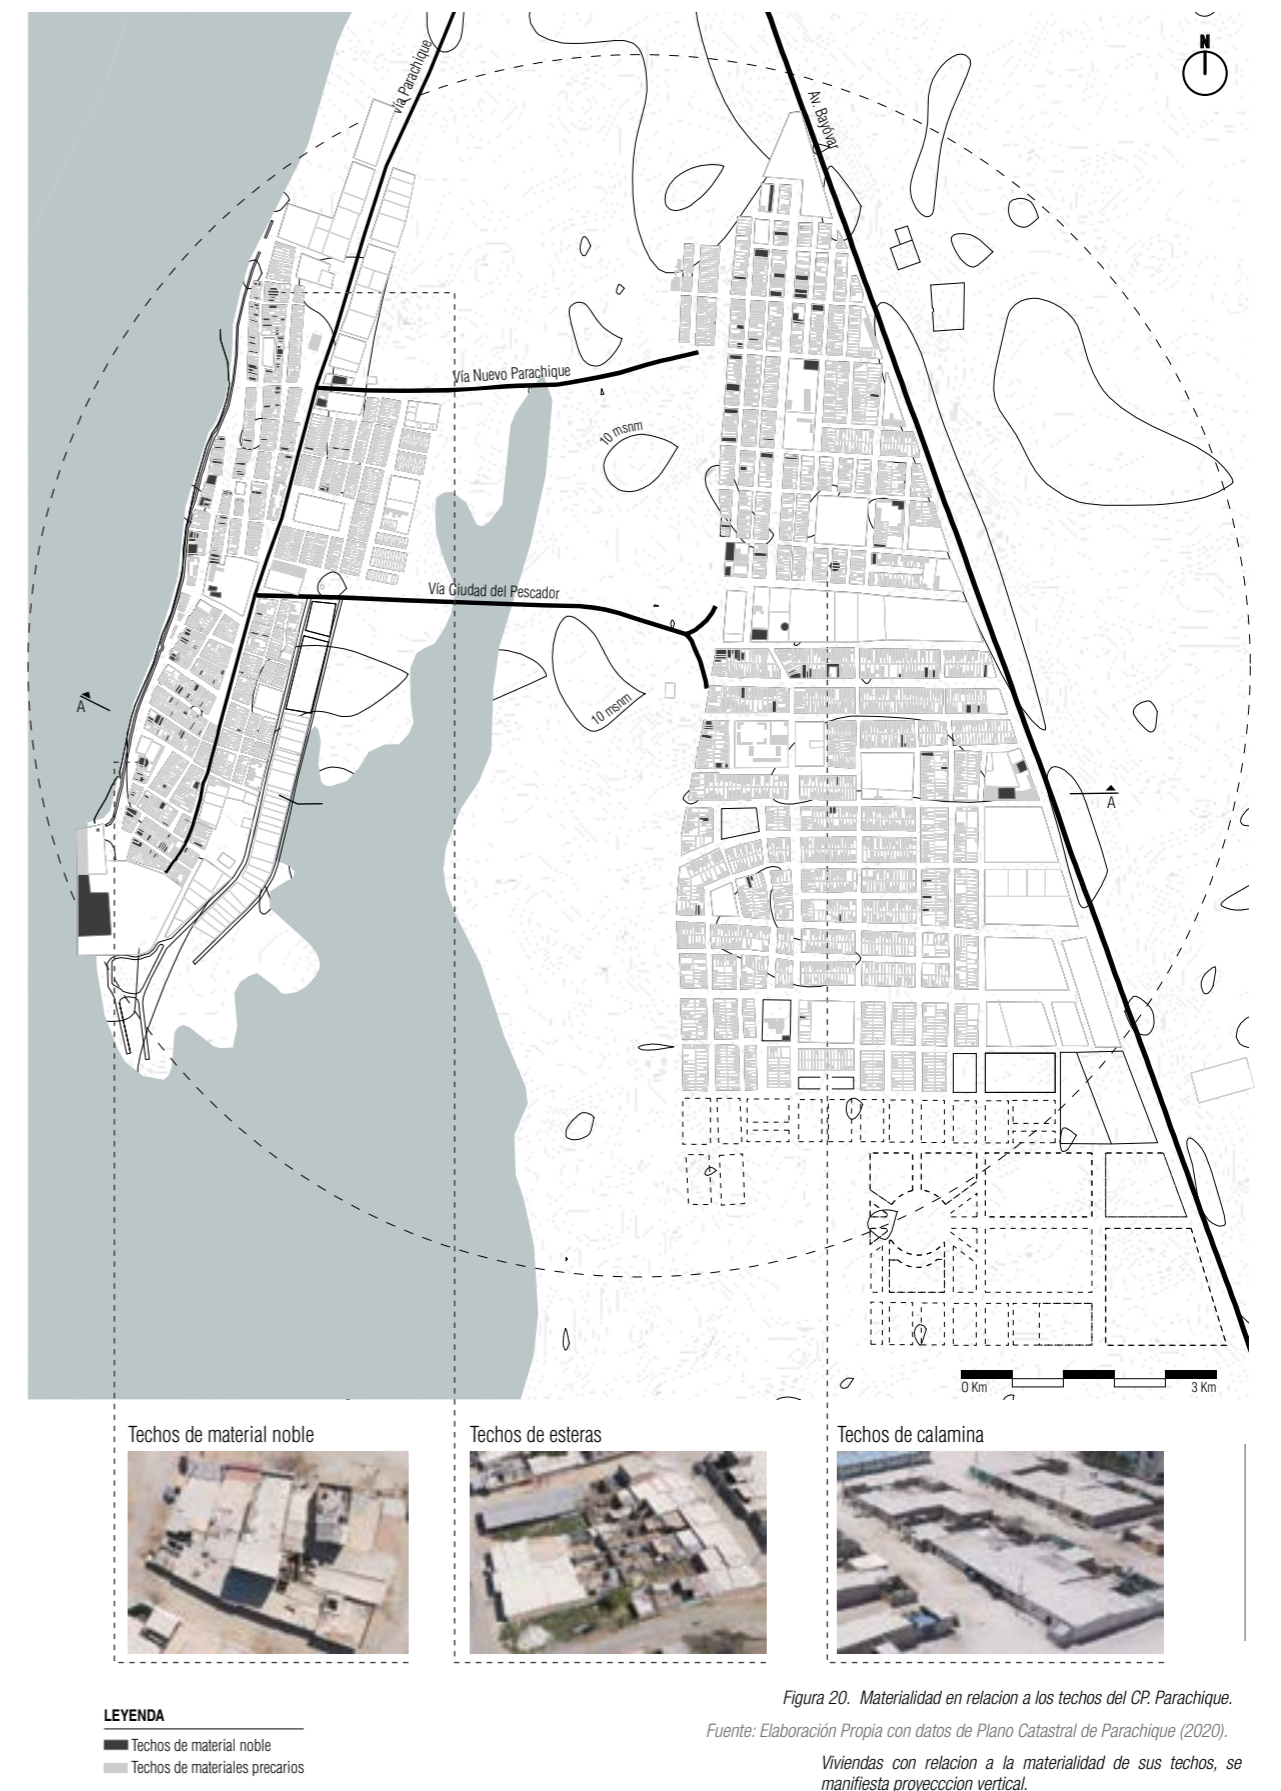 N
Vía Parachique
Av. Bayóvar
Vía Nuevo Parachique
10 msnm
Vía Ciudad del Pescador
10 msnm
A
A
0 Km
3 Km
Techos de material noble
Techos de esteras
Techos de calamina
Figura 20. Materialidad en relacion a los techos del CP. Parachique.
LEYENDA
Fuente: Elaboración Propia con datos de Plano Catastral de Parachique (2020).
Techos de material noble
Techos de materiales precarios
Viviendas con relacion a la materialidad de sus techos, se
manifiesta proyecccion vertical.